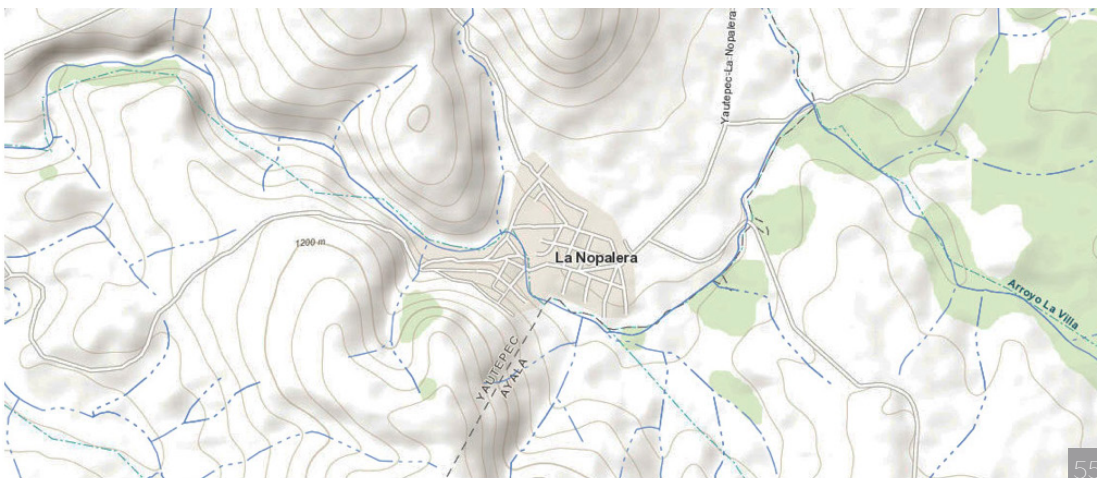 Yautepec-La Nopalera
1200 m
La Nopalera
Arroyo La Villa
YAUTEPEC
AYALA
55